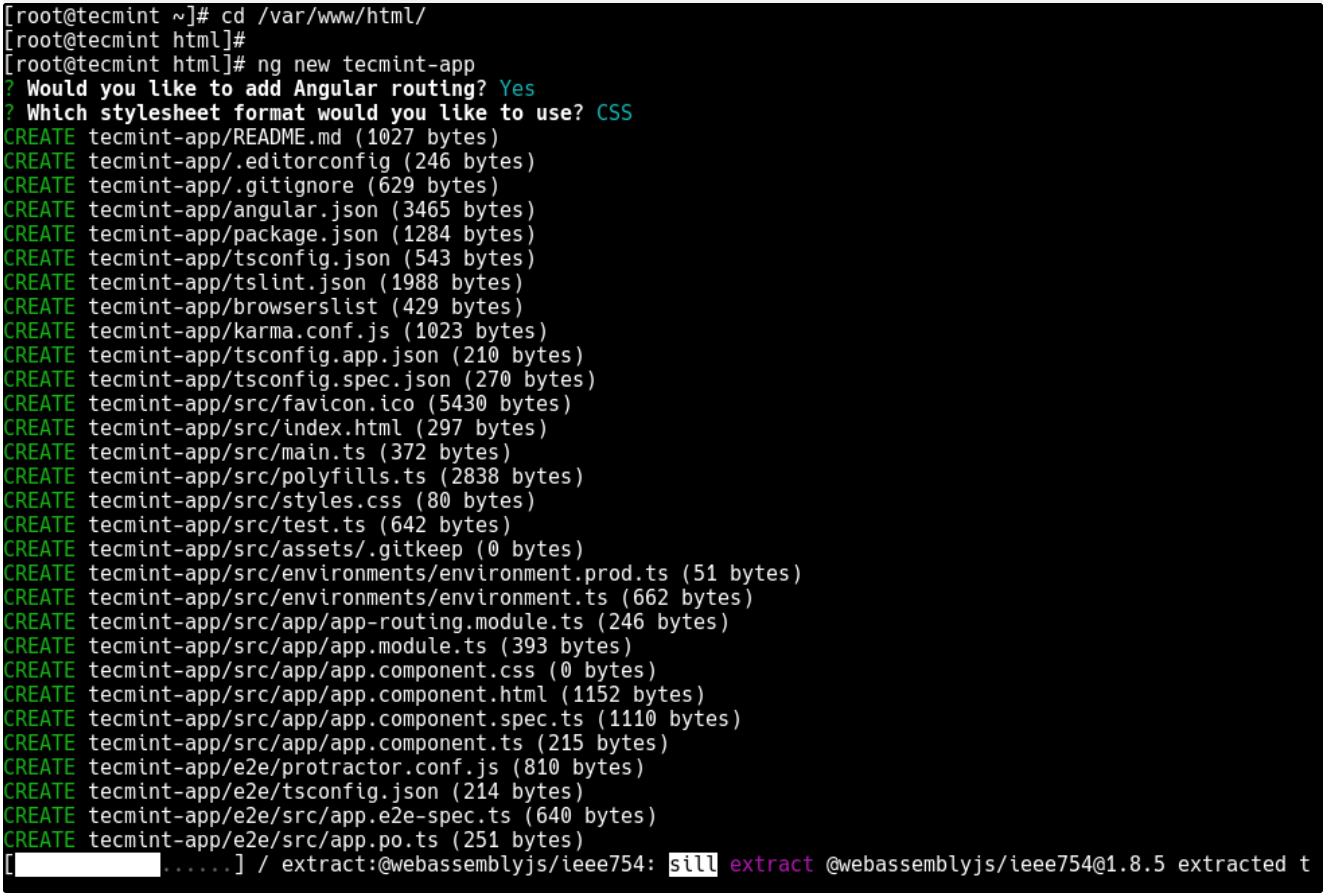 [root@tecmint ~]# cd /var/www/html/
[root@tecmint html]#
[root@tecmint html]# ng new tecmint-app
? Would you like to add Angular routing? Yes
? Which stylesheet format would you like to use? CSS
CREATE tecmint-app/README.md (1027 bytes)
CREATE tecmint-app/.editorconfig (246 bytes)
CREATE tecmint-app/.gitignore (629 bytes)
CREATE tecmint-app/angular.json (3465 bytes)
CREATE tecmint-app/package.json (1284 bytes)
CREATE tecmint-app/tsconfig.json (543 bytes)
CREATE tecmint-app/tslint.json (1988 bytes)
CREATE tecmint-app/browserslist (429 bytes)
CREATE tecmint-app/karma.conf.js (1023 bytes)
CREATE tecmint-app/tsconfig.app.json (210 bytes)
CREATE tecmint-app/tsconfig.spec.json (270 bytes)
CREATE tecmint-app/src/favicon.ico (5430 bytes)
CREATE tecmint-app/src/index.html (297 bytes)
CREATE tecmint-app/src/main.ts (372 bytes)
CREATE tecmint-app/src/polyfills.ts (2838 bytes)
CREATE tecmint-app/src/styles.css (80 bytes)
CREATE tecmint-app/src/test.ts (642 bytes)
CREATE tecmint-app/src/assets/.gitkeep (0 bytes)
CREATE tecmint-app/src/environments/environment.prod.ts (51 bytes)
CREATE tecmint-app/src/environments/environment.ts (662 bytes)
CREATE tecmint-app/src/app/app-routing.module.ts (246 bytes)
CREATE tecmint-app/src/app/app.module.ts (393 bytes)
CREATE tecmint-app/src/app/app.component.css (0 bytes)
CREATE tecmint-app/src/app/app.component.html (1152 bytes)
CREATE tecmint-app/src/app/app.component.spec.ts (1110 bytes)
CREATE tecmint-app/src/app/app.component.ts (215 bytes)
CREATE tecmint-app/e2e/protractor.conf.js (810 bytes)
CREATE tecmint-app/e2e/tsconfig.json (214 bytes)
CREATE tecmint-app/e2e/src/app.e2e-spec.ts (640 bytes)
CREATE tecmint-app/e2e/src/app.po.ts (251 bytes)
[            ......] / extract:@webassemblyjs/ieee754: sill extract @webassemblyjs/ieee754@1.8.5 extracted t